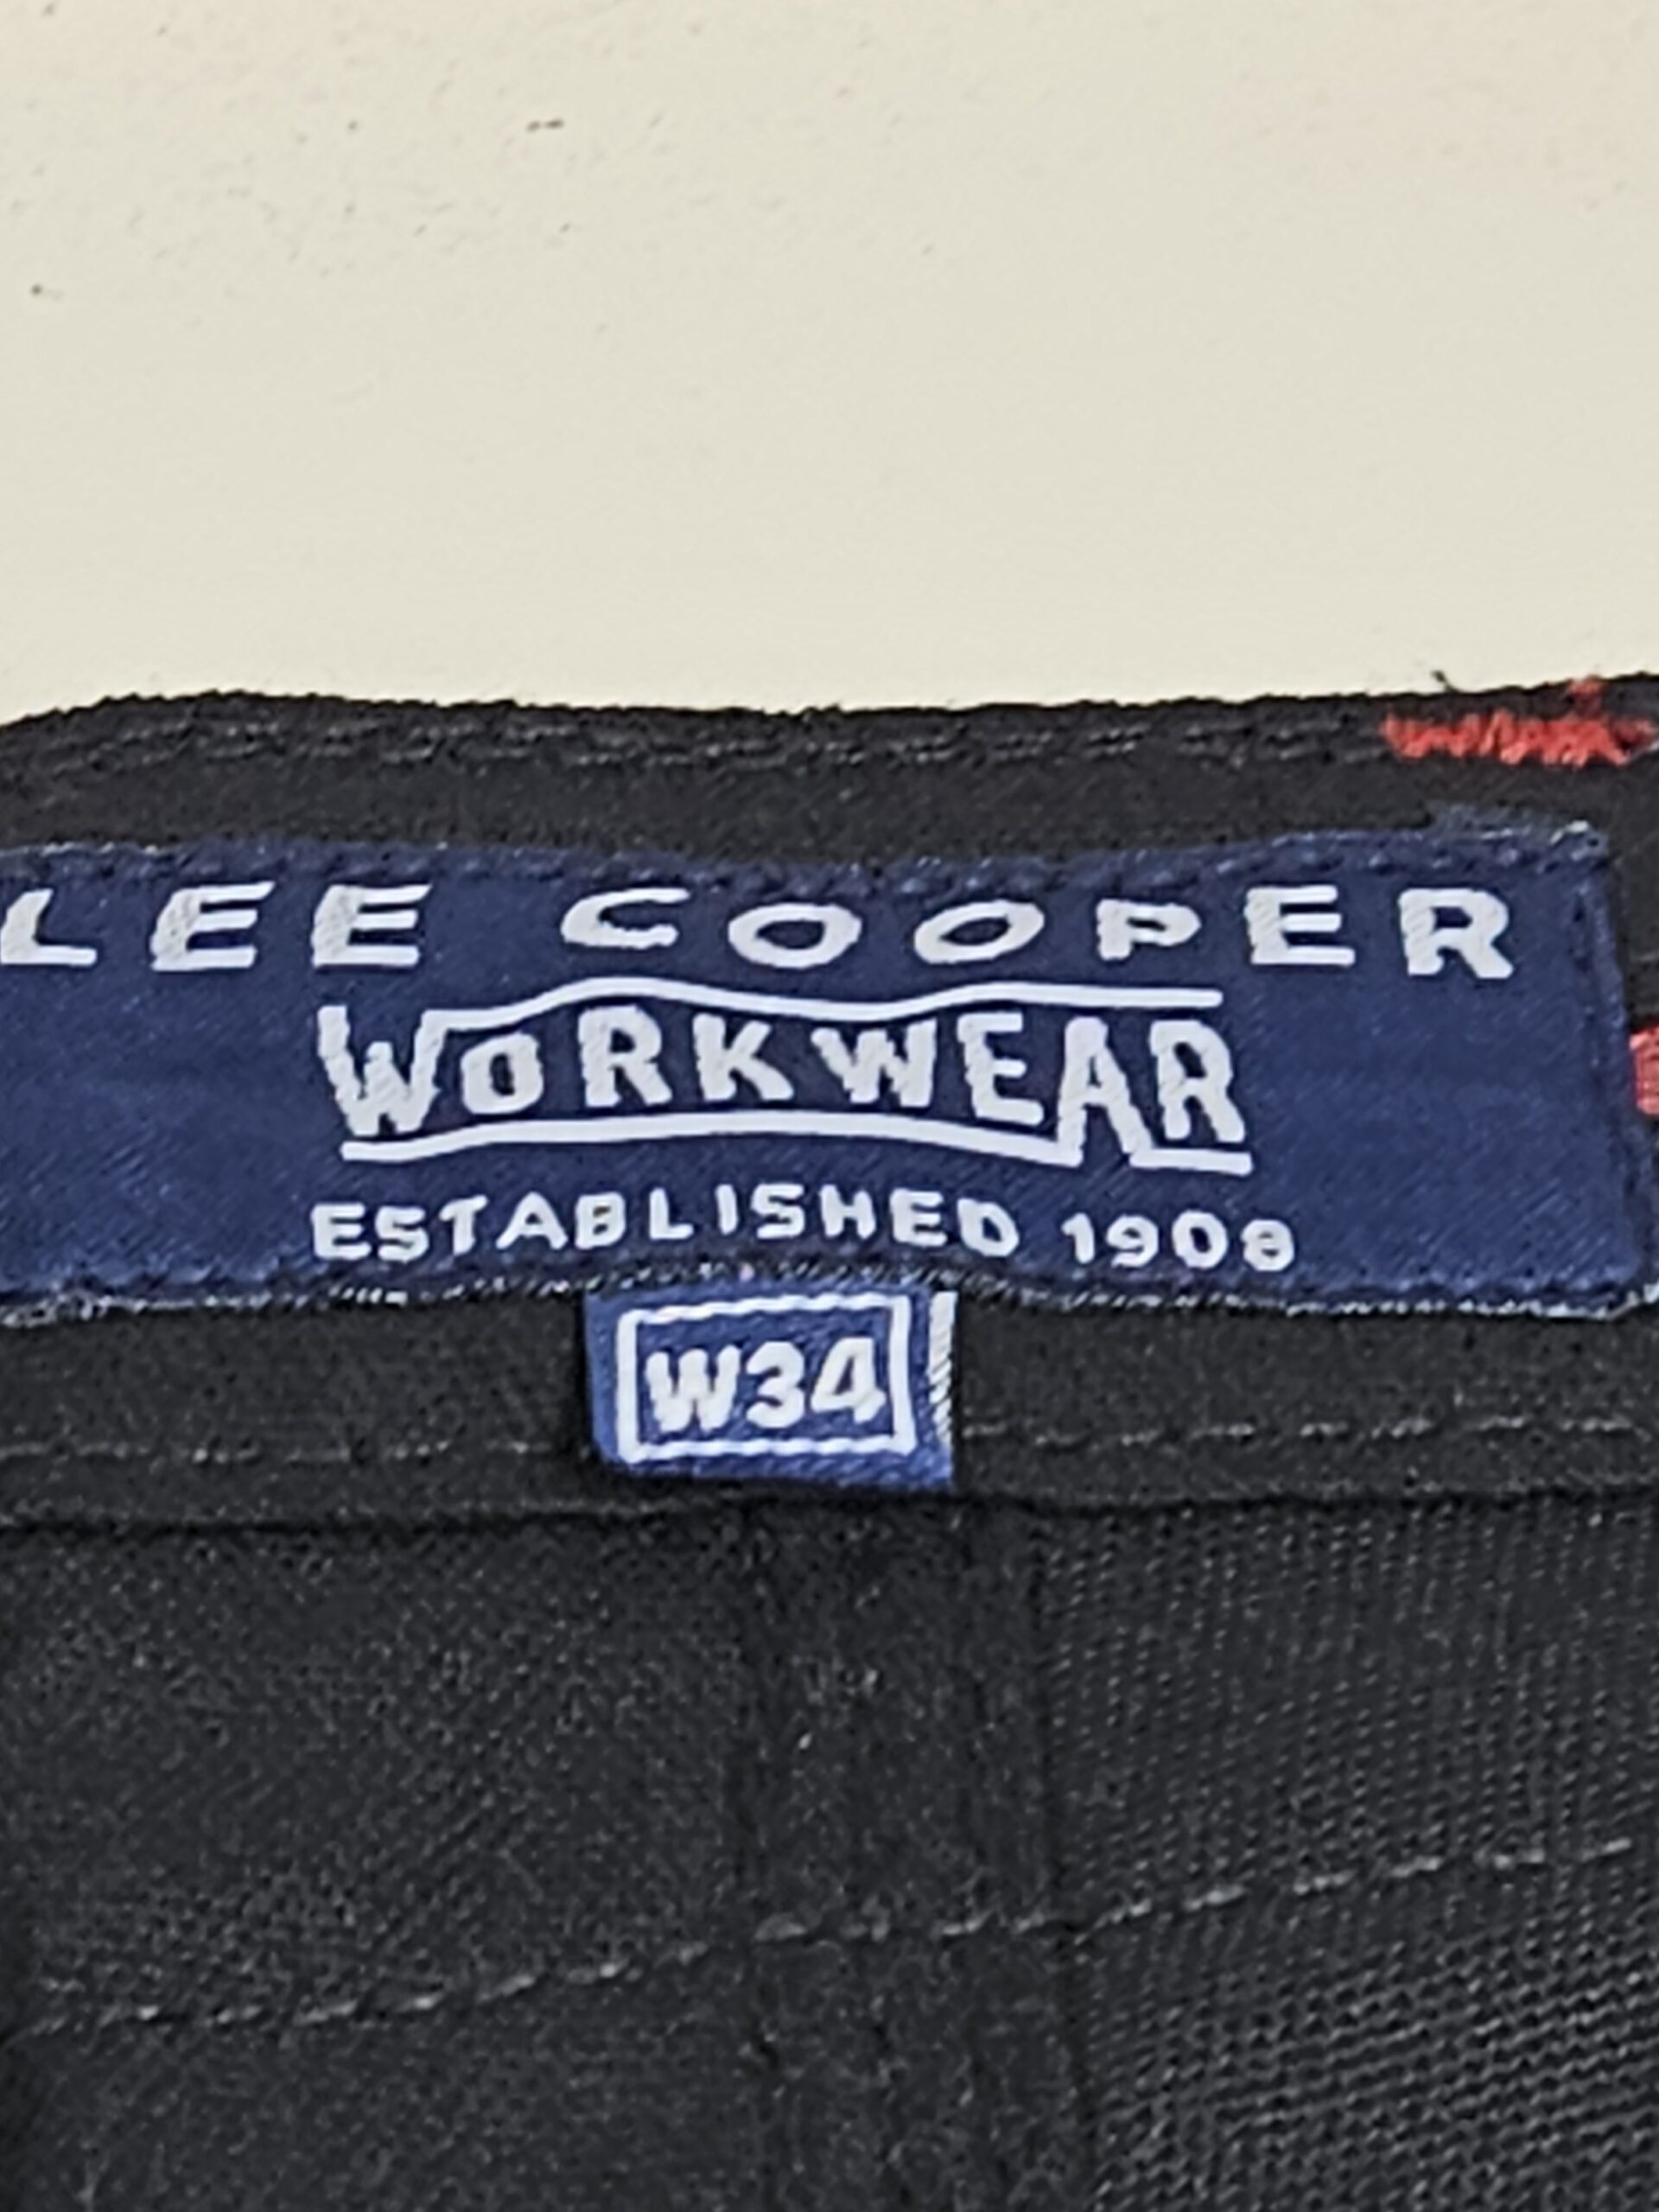 LEE COOPER
WORKWEAR
ESTABLISHED 1908
W34